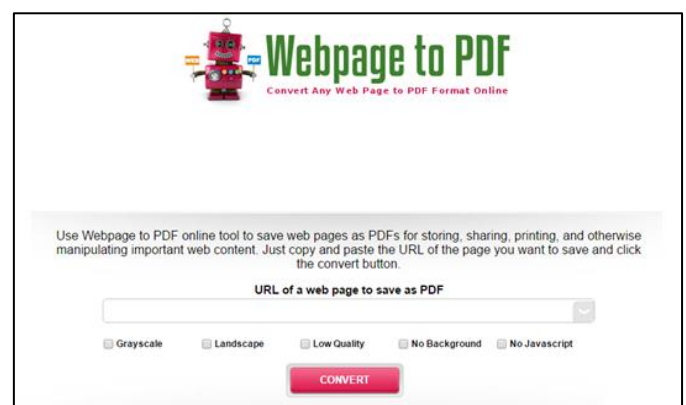 WEB
PDF
Webpage to PDF
Convert Any Web Page to PDF Format Online
Use Webpage to PDF online tool to save web pages as PDFs for storing, sharing, printing, and otherwise
manipulating important web content. Just copy and paste the URL of the page you want to save and click
the convert button.
URL of a web page to save as PDF
Grayscale Landscape Low Quality No Background No Javascript
CONVERT